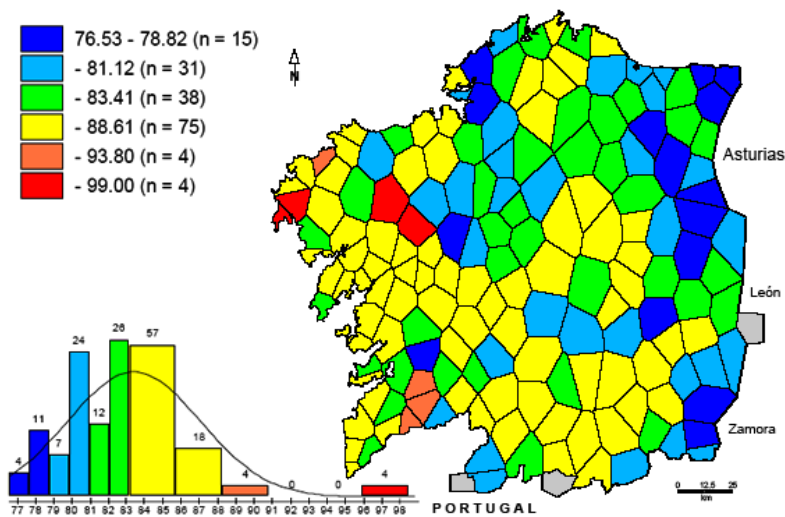 76.53 - 78.82 (n = 15)
- 81.12 (n = 31)
- 83.41 (n = 38)
- 88.61 (n = 75)
- 93.80 (n = 4)
- 99.00 (n = 4)
N
Asturias
León
Zamora
PORTUGAL
0 12,5 25
km
4 11 7 24 12 26 57 18 4 0 0 4
77 78 79 80 81 82 83 84 85 86 87 88 89 90 91 92 93 94 95 96 97 98